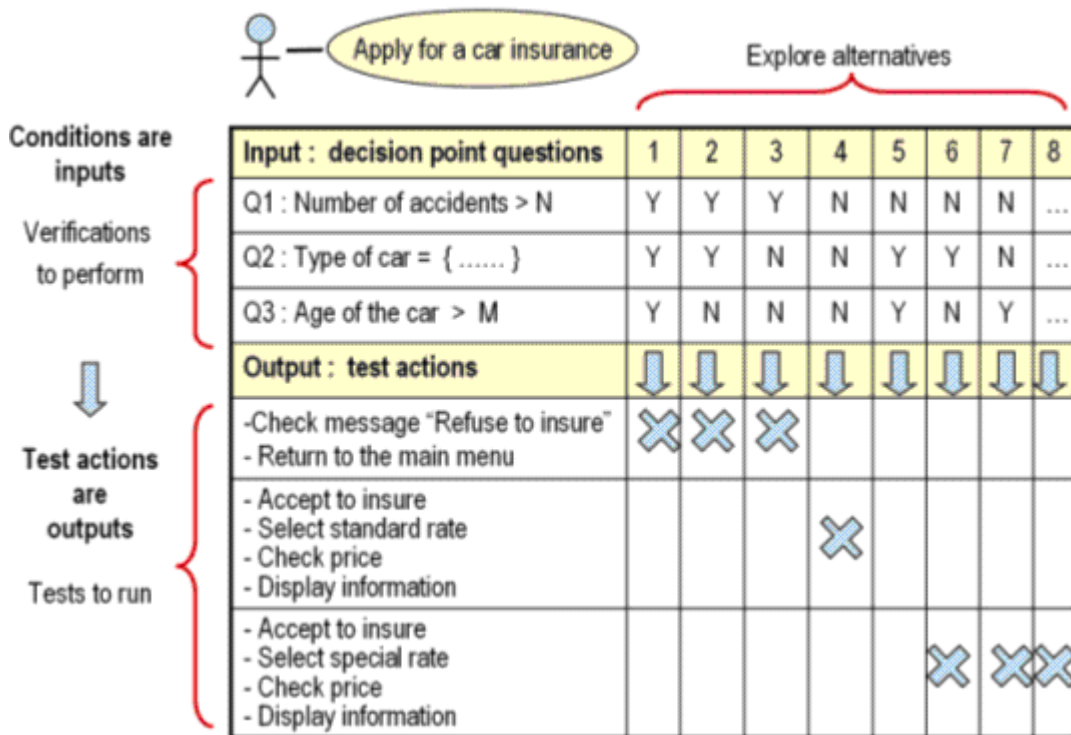 Apply for a car insurance
Explore alternatives
Conditions are
inputs
Verifications
to perform
Test actions
are
outputs
Tests to run
Input : decision point questions 1 2 3 4 5 6 7 8
Q1 : Number of accidents > N Y Y Y N N N N ...
Q2 : Type of car = { ...... } Y Y N N Y Y N ...
Q3 : Age of the car > M Y N N N Y N Y ...
Output : test actions
-Check message “Refuse to insure”
- Return to the main menu
- Accept to insure
- Select standard rate
- Check price
- Display information
- Accept to insure
- Select special rate
- Check price
- Display information